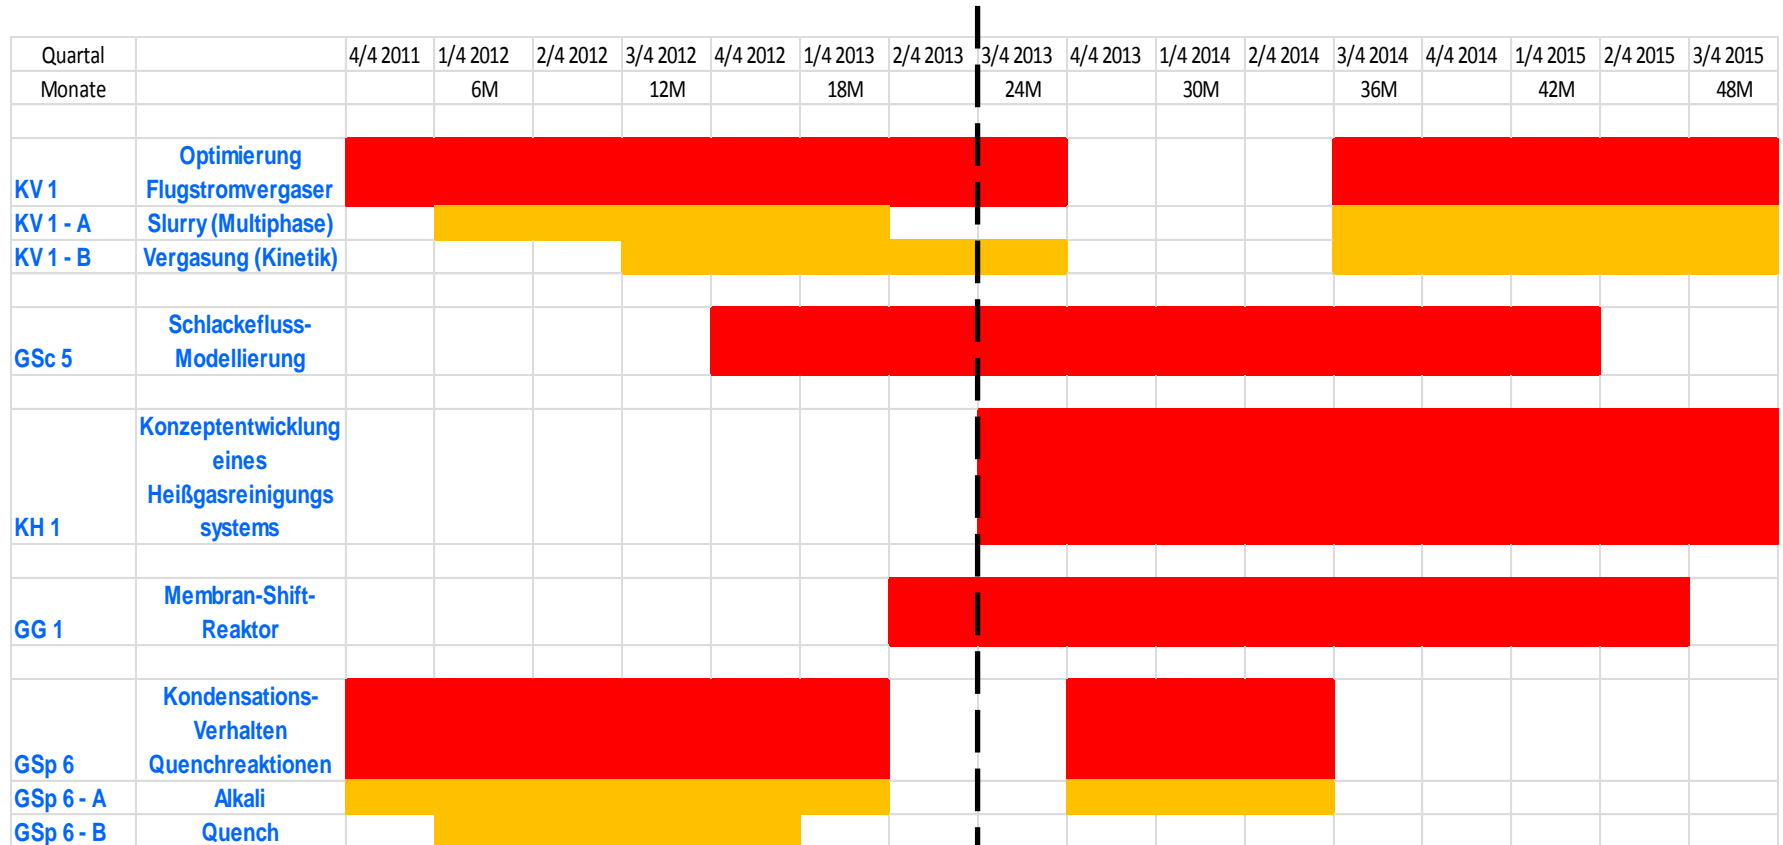 Quartal 4/4 2011 1/4 2012 2/4 2012 3/4 2012 4/4 2012 1/4 2013 2/4 2013 3/4 2013 4/4 2013 1/4 2014 2/4 2014 3/4 2014 4/4 2014 1/4 2015 2/4 2015 3/4 2015
Monate 6M 12M 18M 24M 30M 36M 42M 48M
Optimierung
KV 1 Flugstromvergaser
KV 1 - A Slurry (Multiphase)
KV 1 - B Vergasung (Kinetik)
Schlackefluss-
GSc 5 Modellierung
Konzeptentwicklung
eines
Heißgasreinigungs
KH 1 systems
Membran-Shift-
GG 1 Reaktor
Kondensations-
Verhalten
GSp 6 Quenchreaktionen
GSp 6 - A Alkali
GSp 6 - B Quench